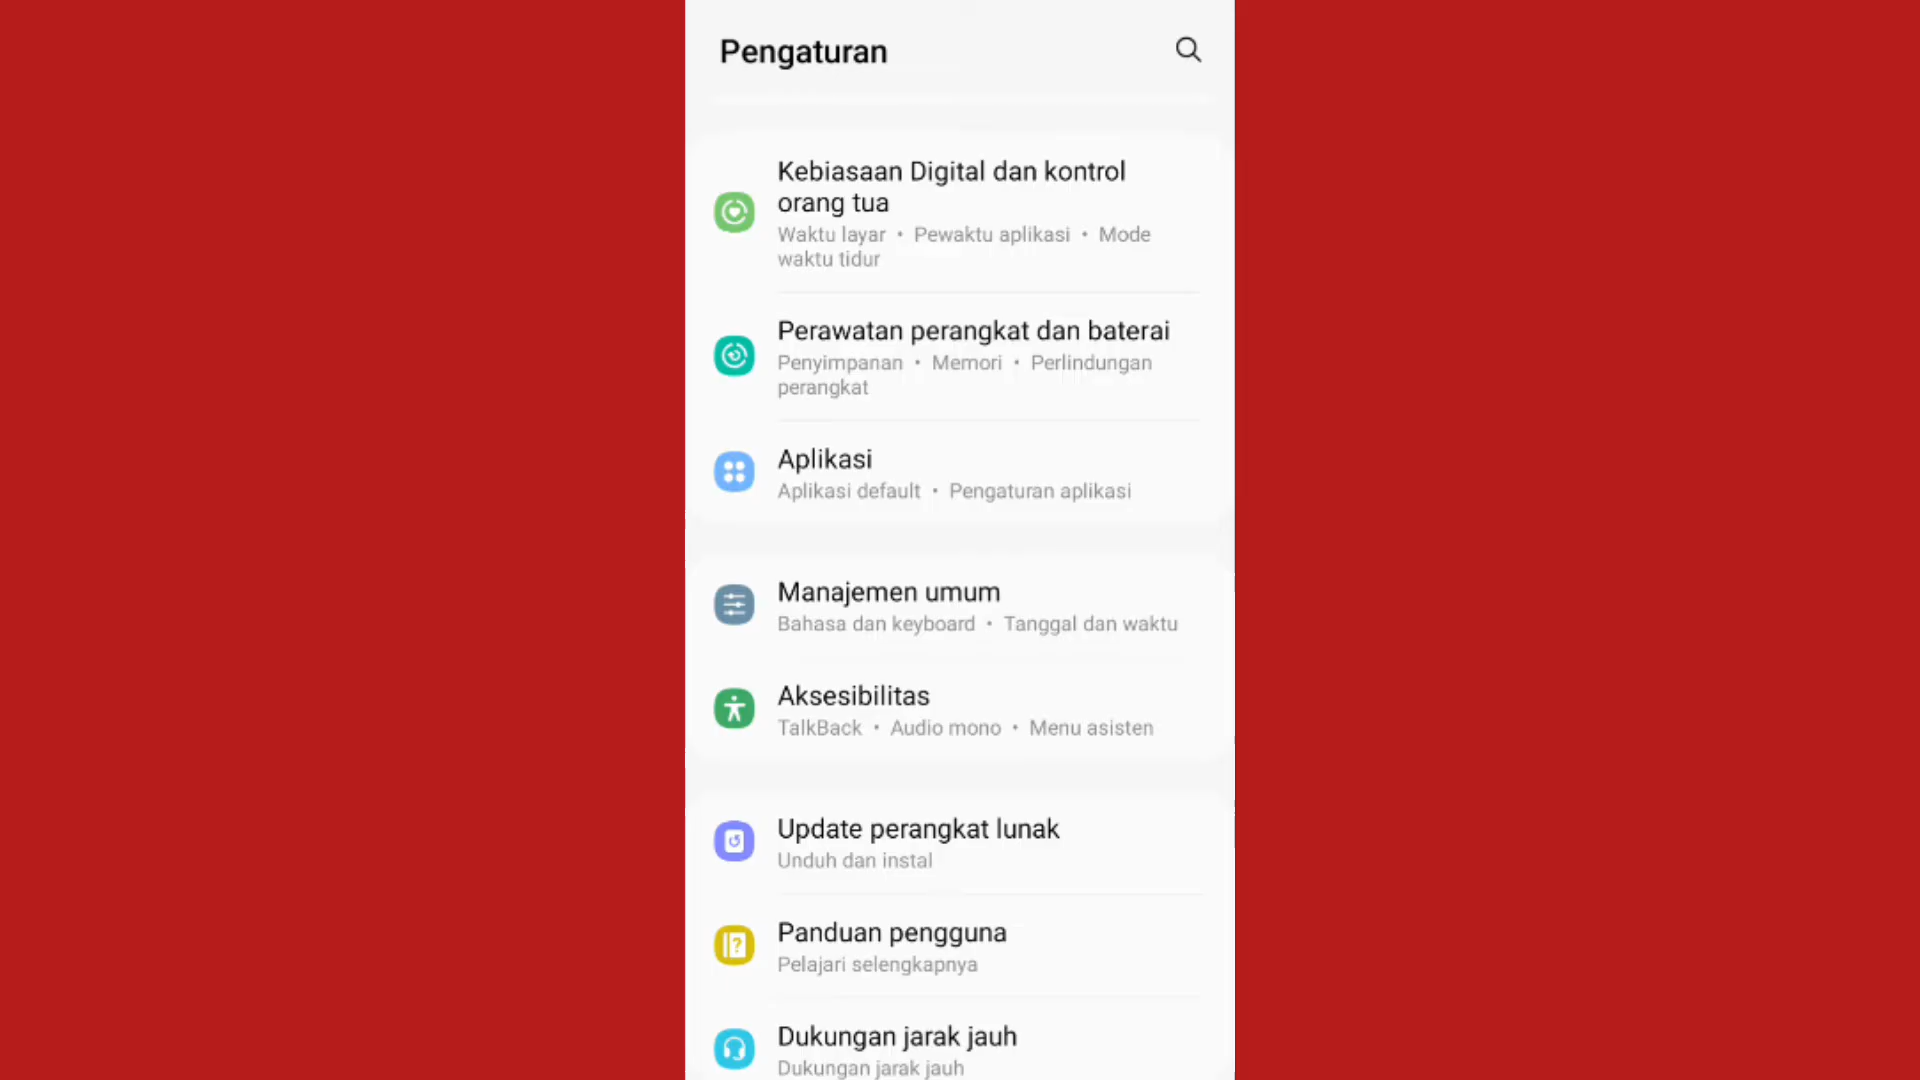 Pengaturan
Kebiasaan Digital dan kontrol
orang tua
Waktu layar • Pewaktu aplikasi • Mode
waktu tidur
Perawatan perangkat dan baterai
Penyimpanan • Memori • Perlindungan
perangkat
Aplikasi
Aplikasi default • Pengaturan aplikasi
Manajemen umum
Bahasa dan keyboard • Tanggal dan waktu
Aksesibilitas
TalkBack • Audio mono • Menu asisten
Update perangkat lunak
Unduh dan instal
Panduan pengguna
Pelajari selengkapnya
Dukungan jarak jauh
Dukungan jarak jauh